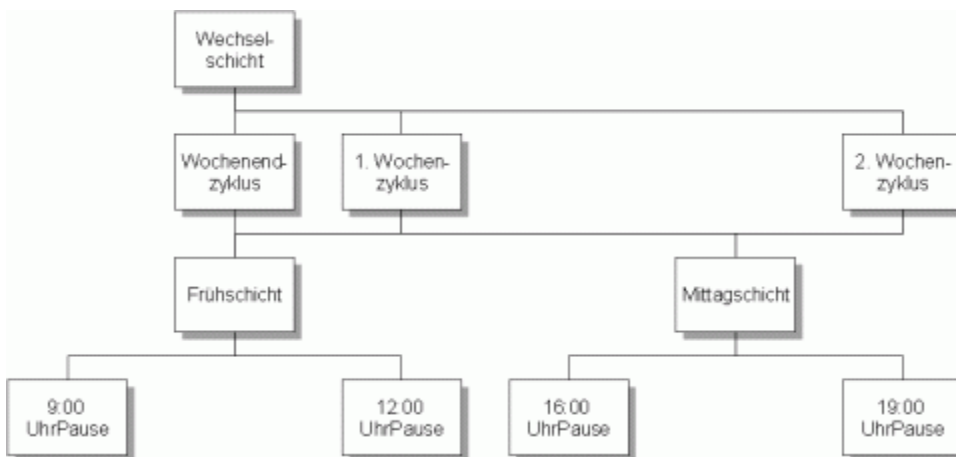 Wechsel-
schicht
Wochenend-
zyklus
1. Wochen-
zyklus
2. Wochen-
zyklus
Frühschicht
Mittagschicht
9:00
UhrPause
12:00
UhrPause
16:00
UhrPause
19:00
UhrPause